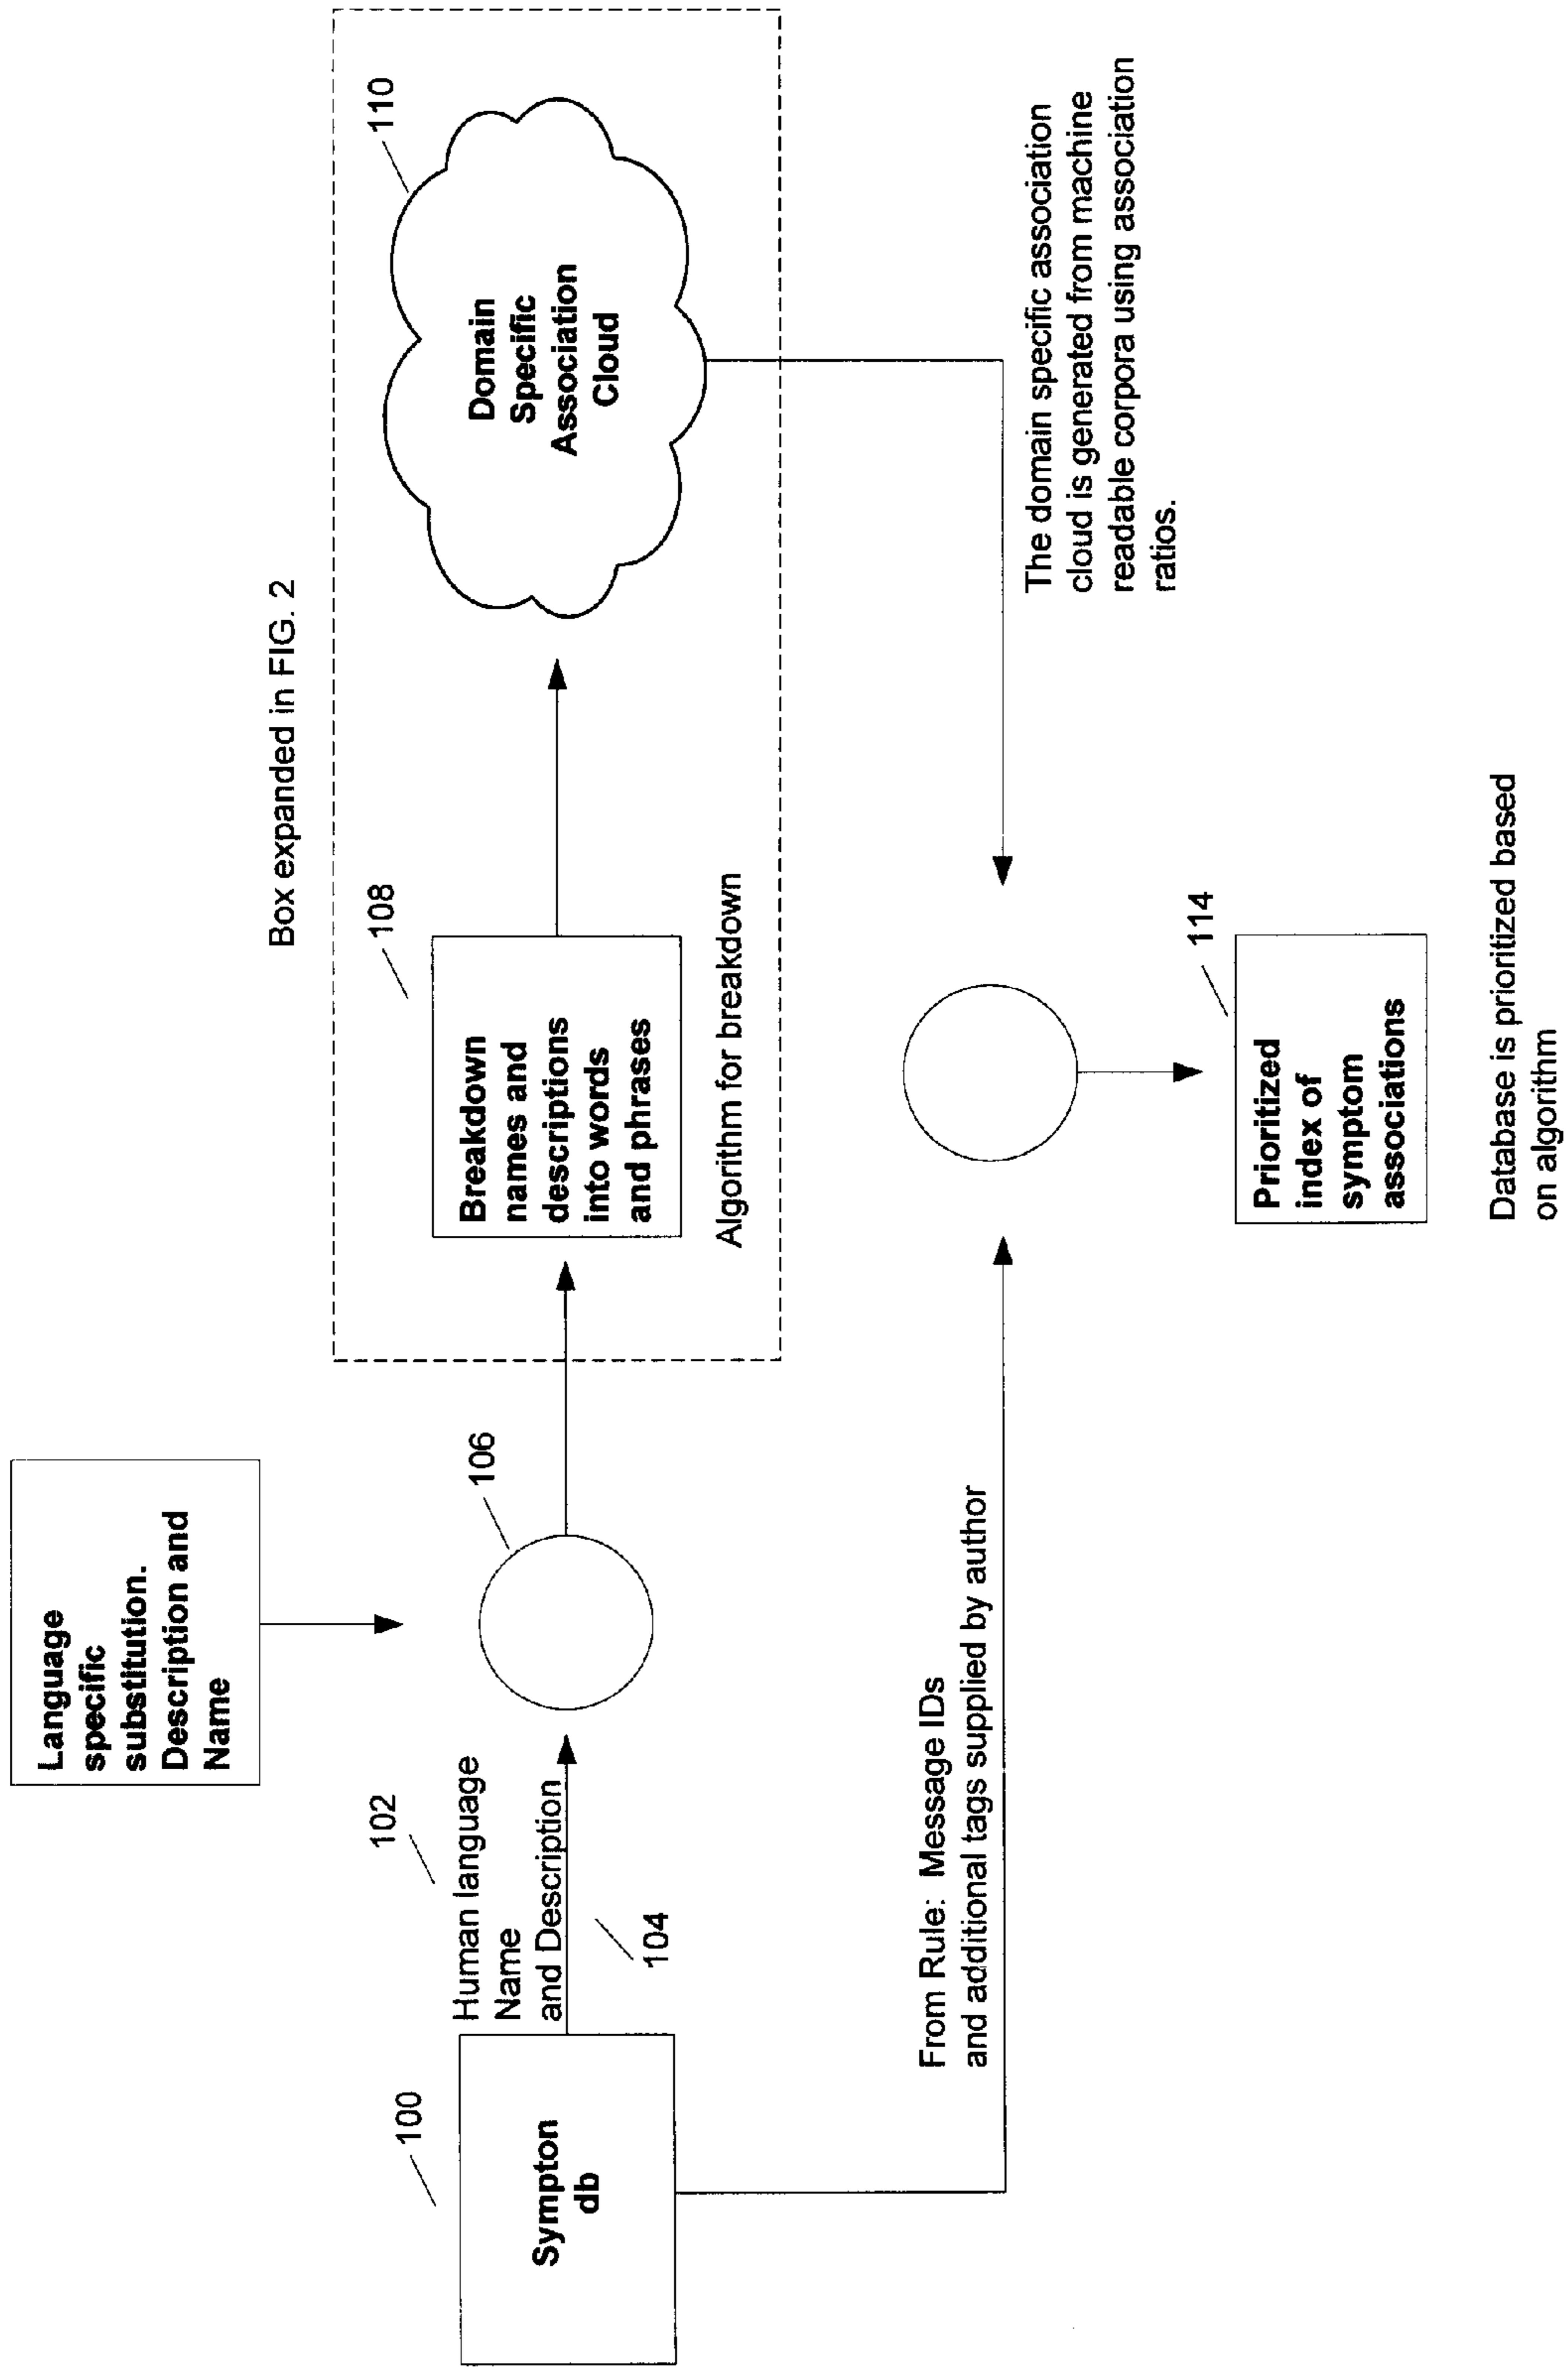 Language
specific
substitution.
Description and
Name
Box expanded in FIG. 2
100
Sympton
db
102
Human language
Name
and Description
104
106
108
Breakdown
names and
descriptions
into words
and phrases
Algorithm for breakdown
110
Domain
Specific
Association
Cloud
From Rule: Message IDs
and additional tags supplied by author
The domain specific association
cloud is generated from machine
readable corpora using association
ratios.
114
Prioritized
index of
symptom
associations
Database is prioritized based
on algorithm